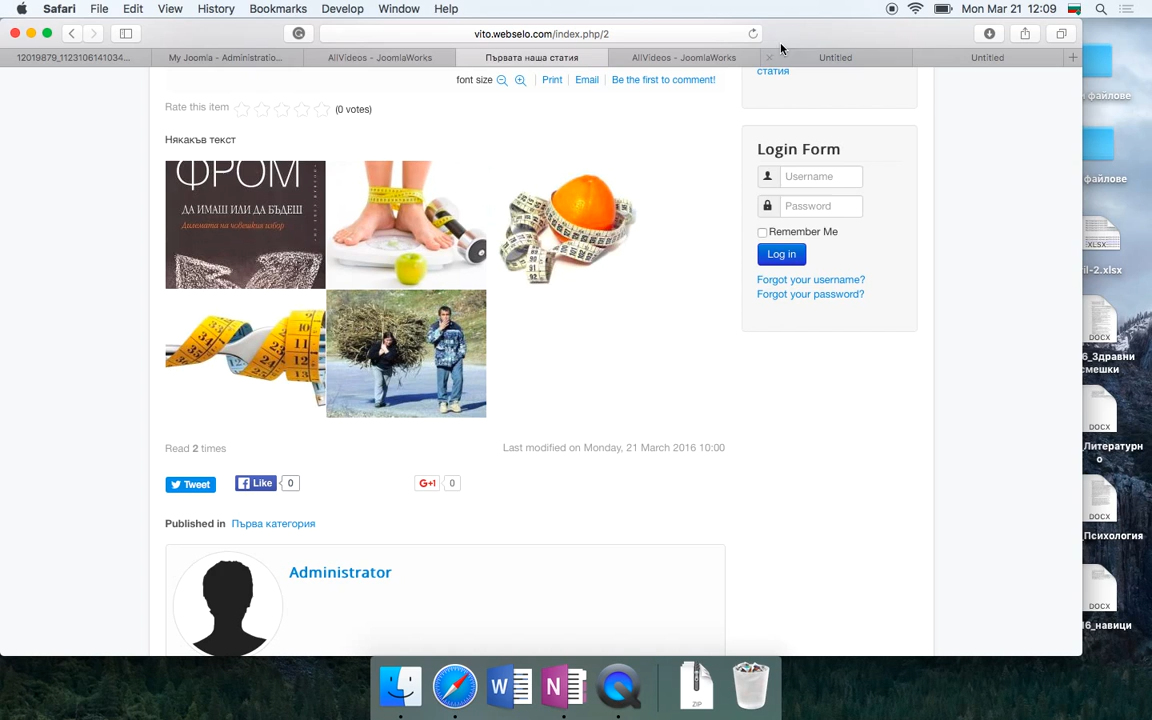 Safari File Edit View History Bookmarks Develop Window Help Mon Mar 21 12:09
vito.webselo.com/index.php/2
12019879_1123106141034... My Joomla - Administratio... AllVideos - JoomlaWorks Първата наша статия AllVideos - JoomlaWorks Untitled Untitled
font size Print Email Be the first to comment!
статия
файлове
Rate this item (0 votes)
Някакъв текст
Login Form
Username
Password
Remember Me
Log in
Forgot your username?
Forgot your password?
файлове
XLSX
il-2.xlsx
DOCX
6_Здравни
смешки
DOCX
_Литературн
о
DOCX
_Психология
DOCX
16_навици
ФРОМ
ДА ИМАШ ИЛИ ДА БЪДЕШ
Read 2 times Last modified on Monday, 21 March 2016 10:00
Tweet Like 0 G+1 0
Published in Първа категория
Administrator
ZIP